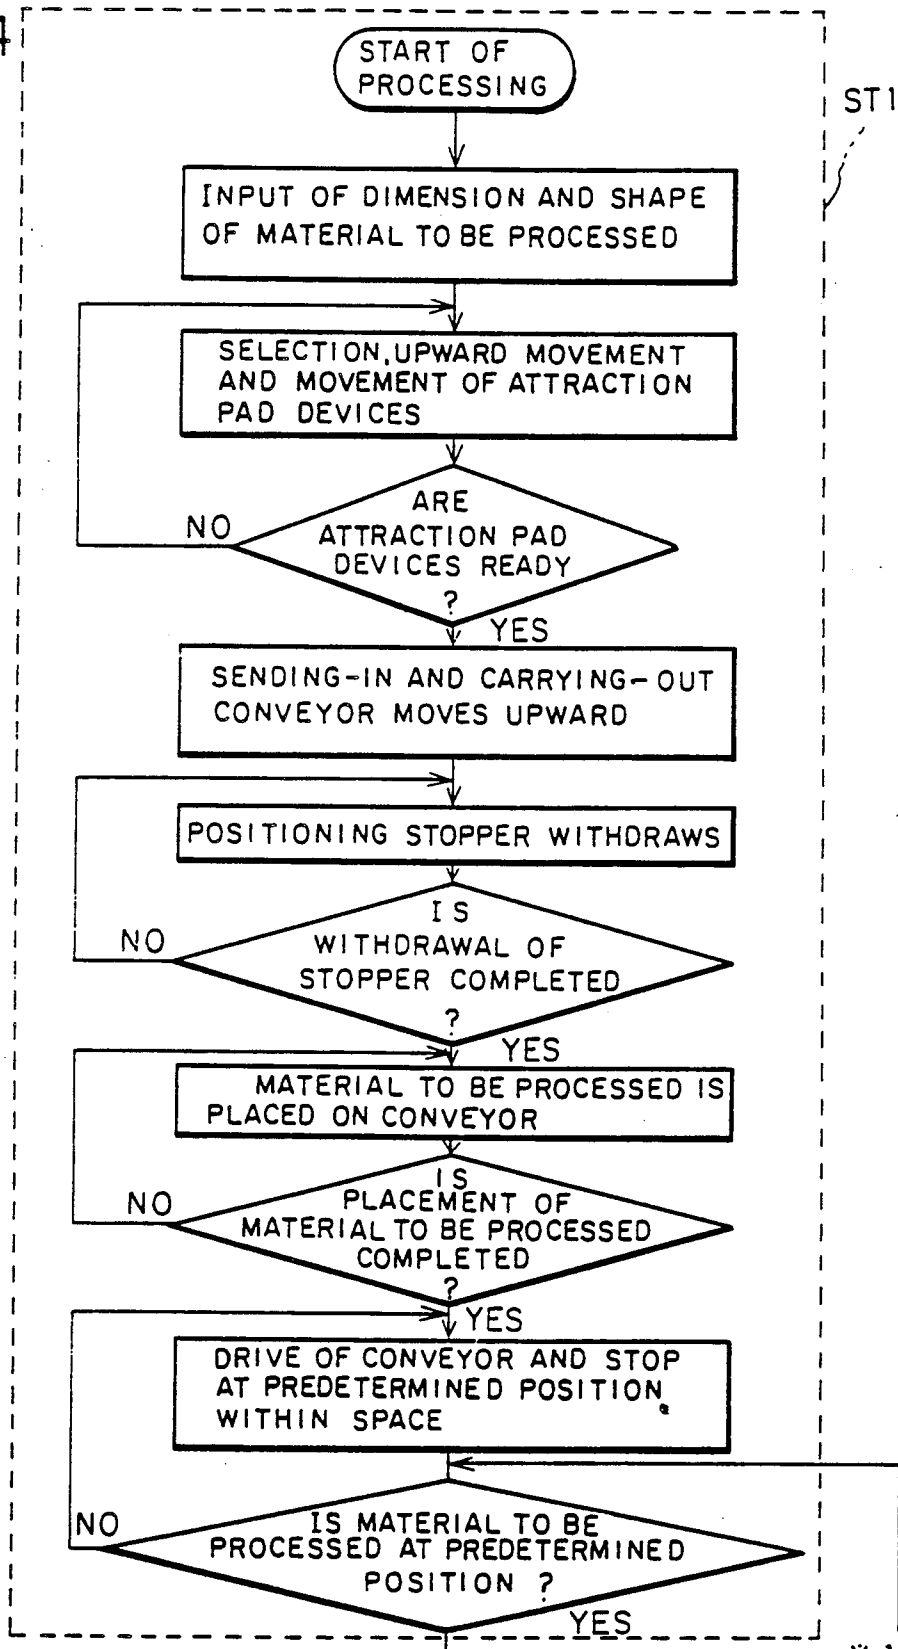 START OF
PROCESSING
ST1
INPUT OF DIMENSION AND SHAPE
OF MATERIAL TO BE PROCESSED
SELECTION, UPWARD MOVEMENT
AND MOVEMENT OF ATTRACTION
PAD DEVICES
ARE
ATTRACTION PAD
DEVICES READY
?
NO
YES
SENDING-IN AND CARRYING-OUT
CONVEYOR MOVES UPWARD
POSITIONING STOPPER WITHDRAWS
IS
WITHDRAWAL OF
STOPPER COMPLETED
?
NO
YES
MATERIAL TO BE PROCESSED IS
PLACED ON CONVEYOR
IS
PLACEMENT OF
MATERIAL TO BE PROCESSED
COMPLETED
?
NO
YES
DRIVE OF CONVEYOR AND STOP
AT PREDETERMINED POSITION
WITHIN SPACE
IS MATERIAL TO BE
PROCESSED AT PREDETERMINED
POSITION ?
NO
YES